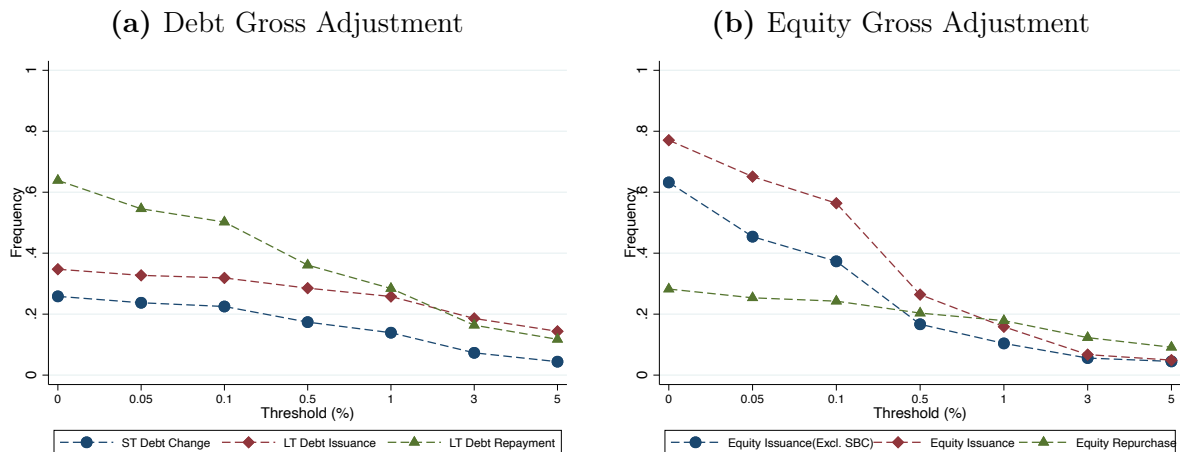 (a) Debt Gross Adjustment
1
.8
.6
.4
.2
0
Frequency
0 0.05 0.1 0.5 1 3 5
Threshold (%)
ST Debt Change LT Debt Issuance LT Debt Repayment
(b) Equity Gross Adjustment
1
.8
.6
.4
.2
0
Frequency
0 0.05 0.1 0.5 1 3 5
Threshold (%)
Equity Issuance(Excl. SBC) Equity Issuance Equity Repurchase